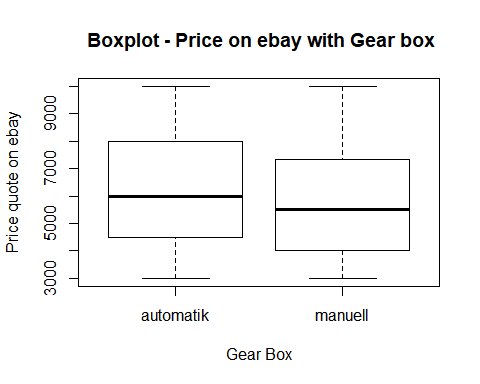 Boxplot - Price on ebay with Gear box
Price quote on ebay
9000
7000
5000
3000
automatik manuell
Gear Box